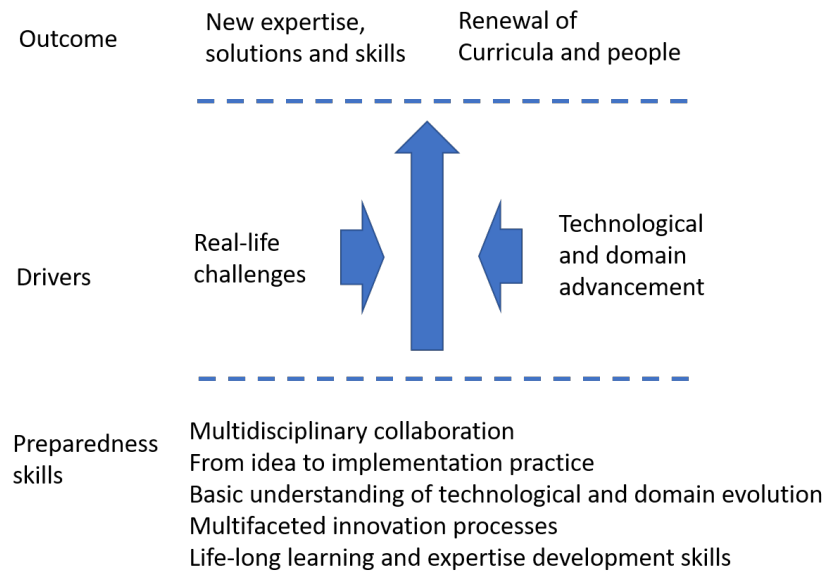 Outcome
New expertise,
solutions and skills
Renewal of
Curricula and people
Drivers
Real-life
challenges
Technological
and domain
advancement
Preparedness
skills
Multidisciplinary collaboration
From idea to implementation practice
Basic understanding of technological and domain evolution
Multifaceted innovation processes
Life-long learning and expertise development skills